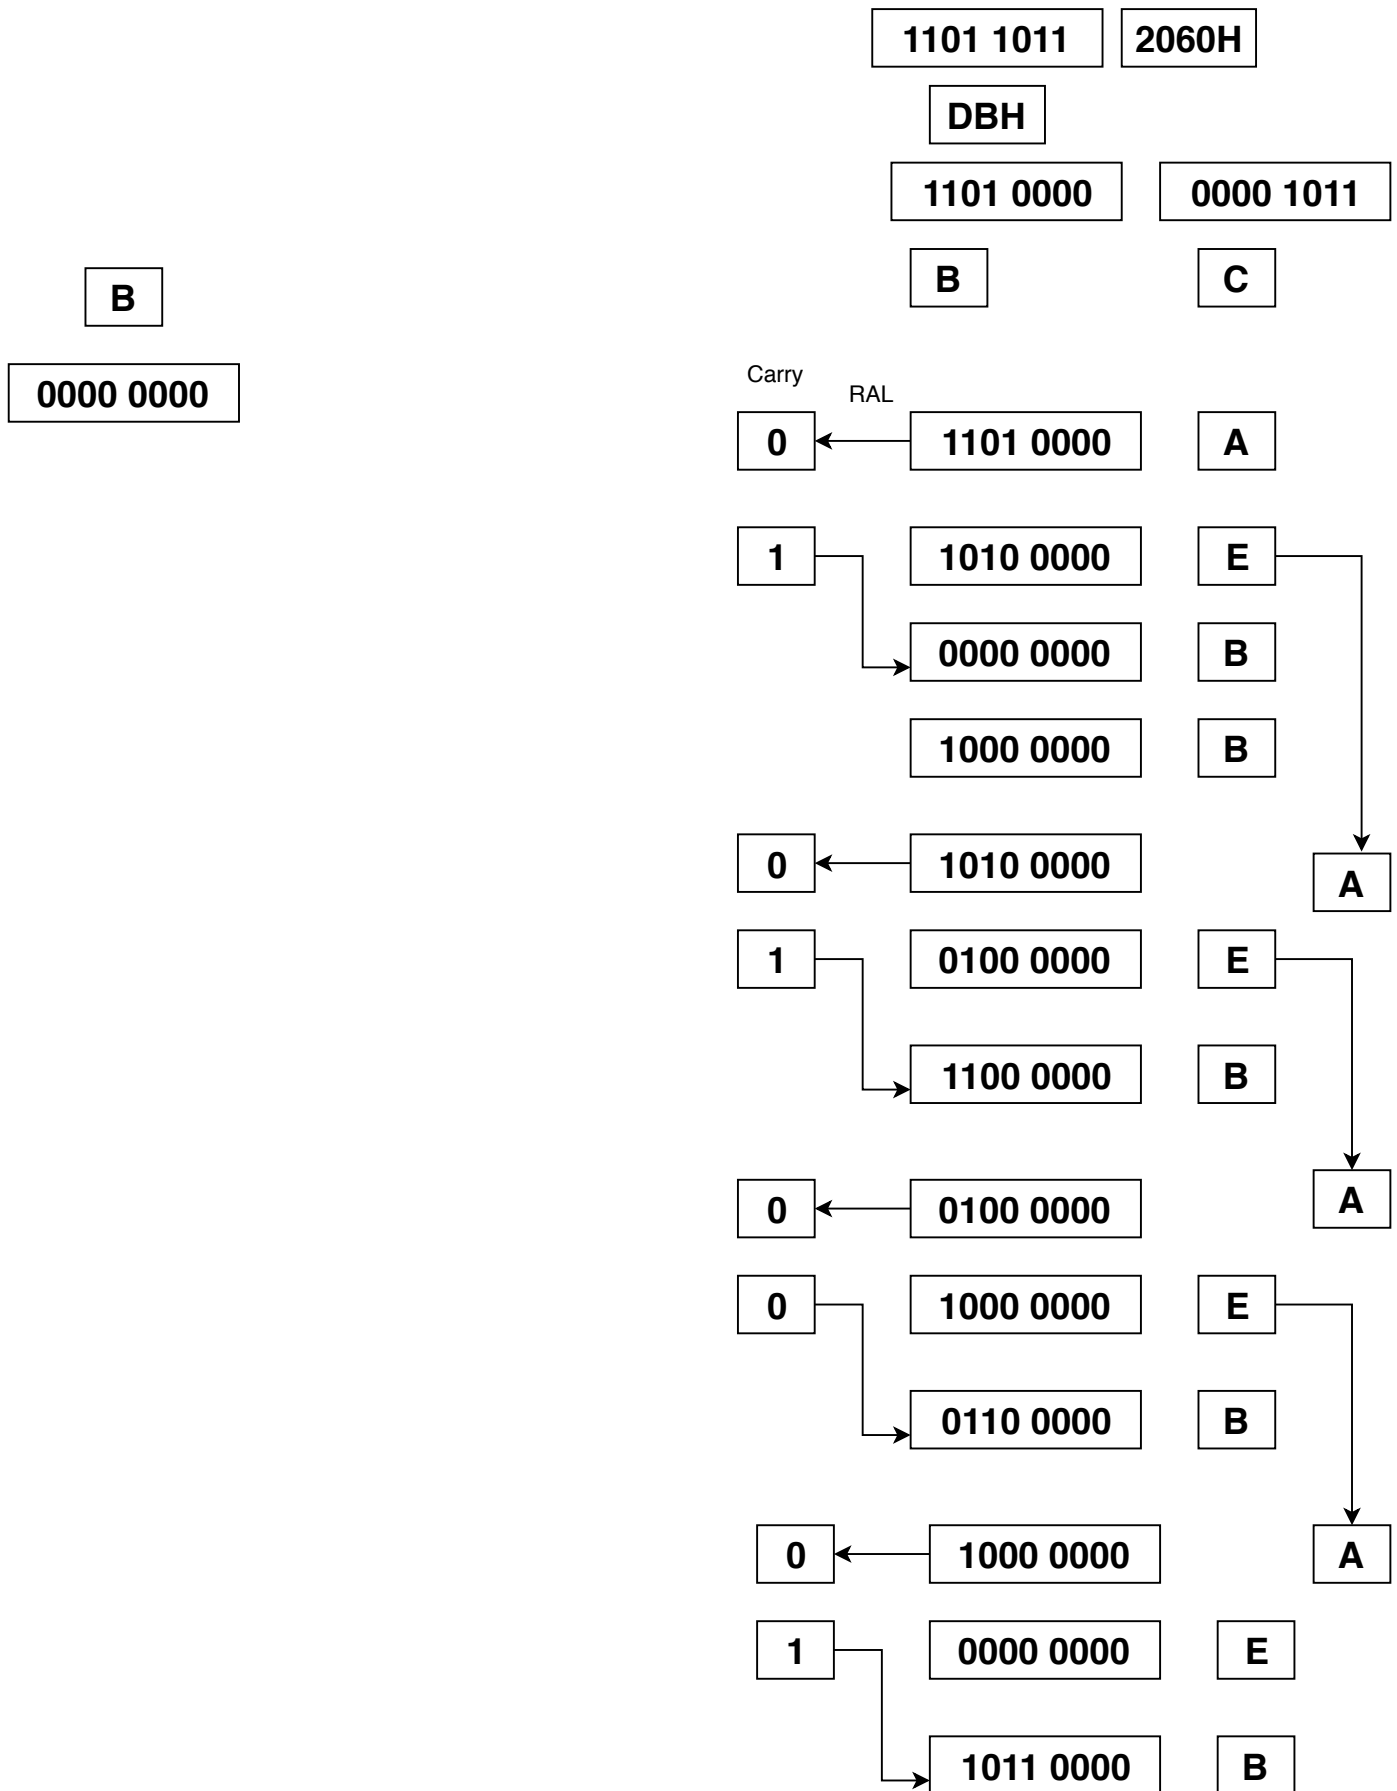 1101 1011 2060H
DBH
1101 0000 0000 1011
B B C
0000 0000
Carry
RAL
0 1101 0000 A
1 1010 0000 E
0000 0000 B
1000 0000 B
0 1010 0000 A
1 0100 0000 E
1100 0000 B
0 0100 0000 A
0 1000 0000 E
0110 0000 B
0 1000 0000 A
1 0000 0000 E
1011 0000 B